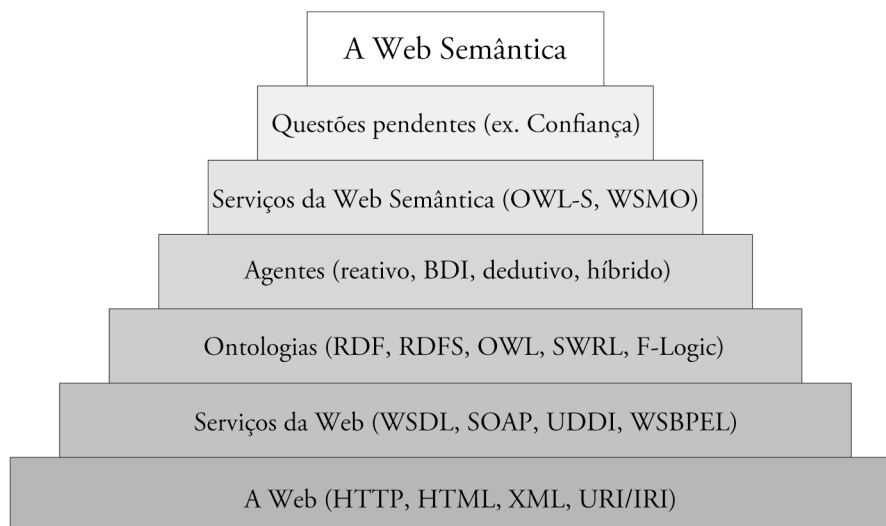 A Web Semântica
Questões pendentes (ex. Confiança)
Serviços da Web Semântica (OWL-S, WSMO)
Agentes (reativo, BDI, dedutivo, híbrido)
Ontologias (RDF, RDFS, OWL, SWRL, F-Logic)
Serviços da Web (WSDL, SOAP, UDDI, WSBPEL)
A Web (HTTP, HTML, XML, URI/IRI)